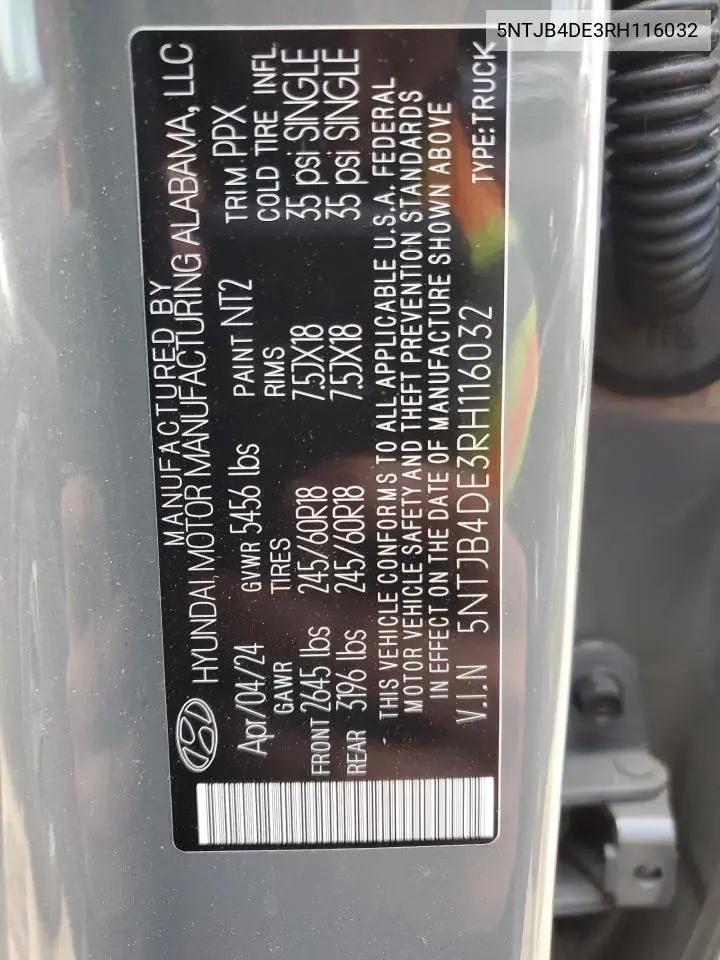 5NTJB4DE3RH116032
MANUFACTURED BY
HYUNDAI MOTOR MANUFACTURING ALABAMA, LLC
Apr/04/24 GVWR 5456 lbs PAINT NT2 TRIM PPX
GAWR TIRES RIMS COLD TIRE INFL
FRONT 2645 lbs 245/60R18 7.5JX18 35 psi SINGLE
REAR 3196 lbs 245/60R18 7.5JX18 35 psi SINGLE
THIS VEHICLE CONFORMS TO ALL APPLICABLE U.S.A. FEDERAL
MOTOR VEHICLE SAFETY AND THEFT PREVENTION STANDARDS
IN EFFECT ON THE DATE OF MANUFACTURE SHOWN ABOVE
V.I.N 5NTJB4DE3RH116032 TYPE:TRUCK